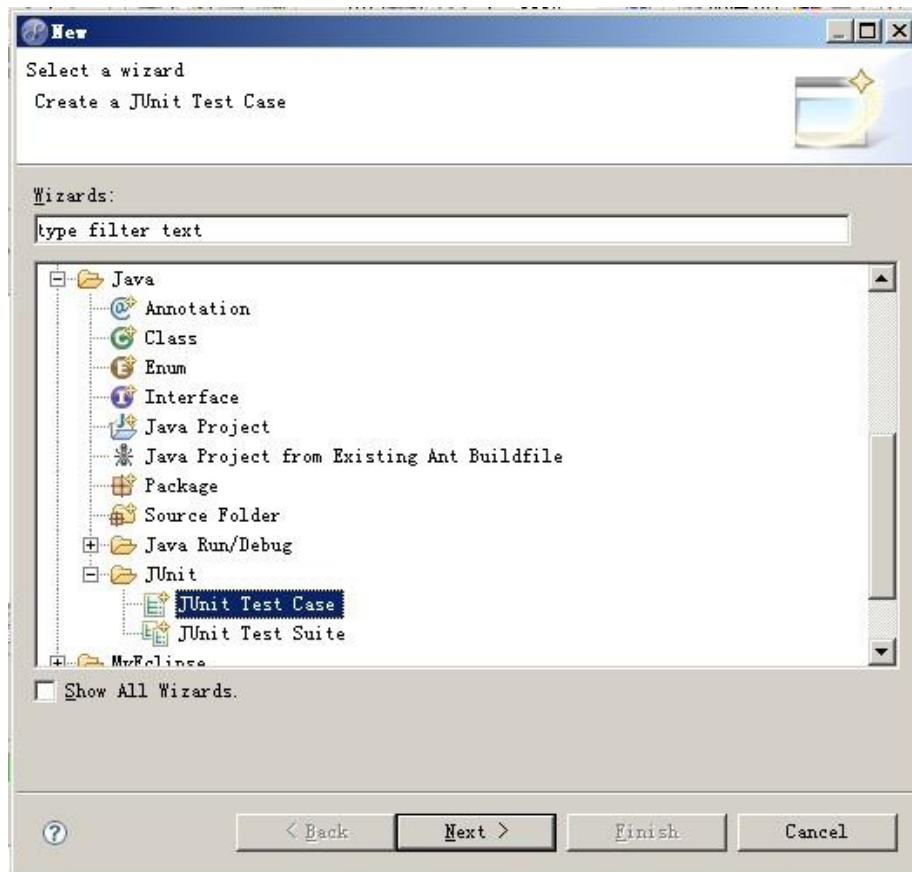 New
Select a wizard
Create a JUnit Test Case
Wizards:
type filter text
Java
Annotation
Class
Enum
Interface
Java Project
Java Project from Existing Ant Buildfile
Package
Source Folder
Java Run/Debug
JUnit
JUnit Test Case
JUnit Test Suite
MyEclipse
Show All Wizards.
< Back
Next >
Finish
Cancel